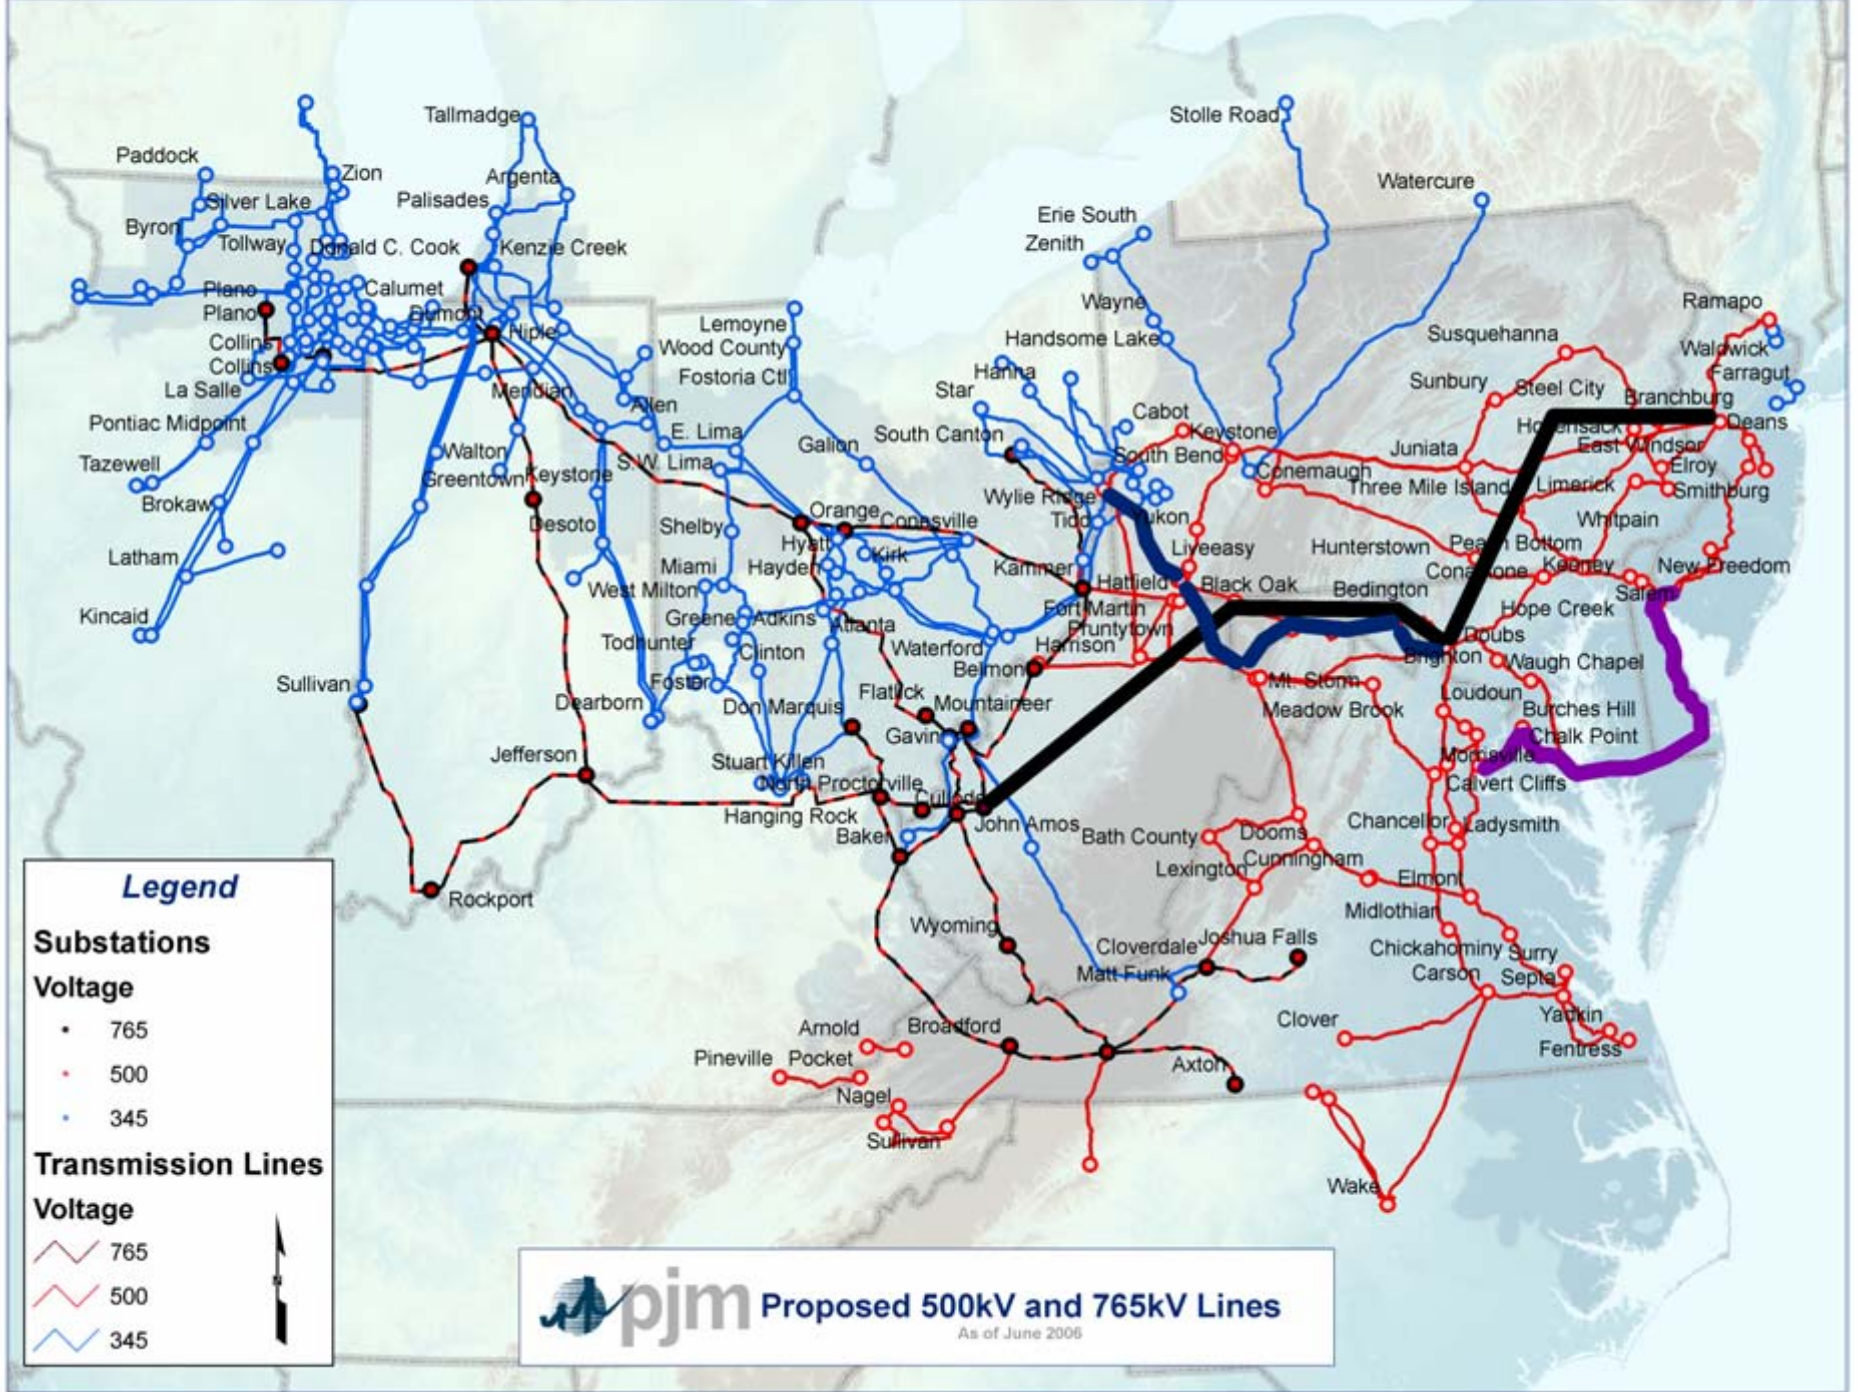 Tallmadge
Stolle Road
Paddock
Zion
Argenta
Watercure
Silver Lake
Palisades
Erie South
Byron
Tollway
Donald C. Cook
Kenzie Creek
Zenith
Plano
Calumet
Wayne
Ramapo
Plano
Dumont
Hiple
Lemoyne
Handsome Lake
Susquehanna
Collins
Wood County
Waldwick
Collins
Fostoria Ctl
Hanna
Farragut
La Salle
Meridian
Star
Sunbury
Steel City
Branchburg
Allen
Cabot
Pontiac Midpoint
E. Lima
South Canton
Keystone
Deans
Galion
Juniata
East Windsor
Walton
South Bend
Tazewell
S.W. Lima
Conemaugh
Elroy
Greentown
Keystone
Three Mile Island
Limerick
Smithburg
Brokaw
Wylie Ridge
Orange
Conesville
Tidd
Yukon
Whitpain
Desoto
Shelby
Hyatt
Kirk
Hunterstown
Peach Bottom
Latham
Miami
Hayden
Kammer
Hatfield
Black Oak
Bedington
Conastone
Keeney
New Freedom
West Milton
Salem
Kincaid
Greene
Adkins
Atlanta
Fort Martin
Hope Creek
Pruntytown
Todhunter
Waterford
Harrison
Doubs
Clinton
Belmont
Brighton
Waugh Chapel
Sullivan
Foster
Mt. Storm
Dearborn
Don Marquis
Flatlick
Mountaineer
Meadow Brook
Loudoun
Burches Hill
Gavin
Chalk Point
Jefferson
Stuart
Killen
Morrisville
North Proctorville
Calvert Cliffs
Culloden
Hanging Rock
John Amos
Chancellor
Ladysmith
Baker
Bath County
Dooms
Lexington
Cunningham
Elmont
Rockport
Midlothian
Wyoming
Cloverdale
Joshua Falls
Chickahominy
Surry
Matt Funk
Carson
Septa
Arnold
Broadford
Clover
Yadkin
Pineville
Pocket
Axton
Fentress
Nagel
Sullivan
Wake
Legend
Substations
Voltage
765
500
345
Transmission Lines
Voltage
765
500
345
N
pjm Proposed 500kV and 765kV Lines
As of June 2006